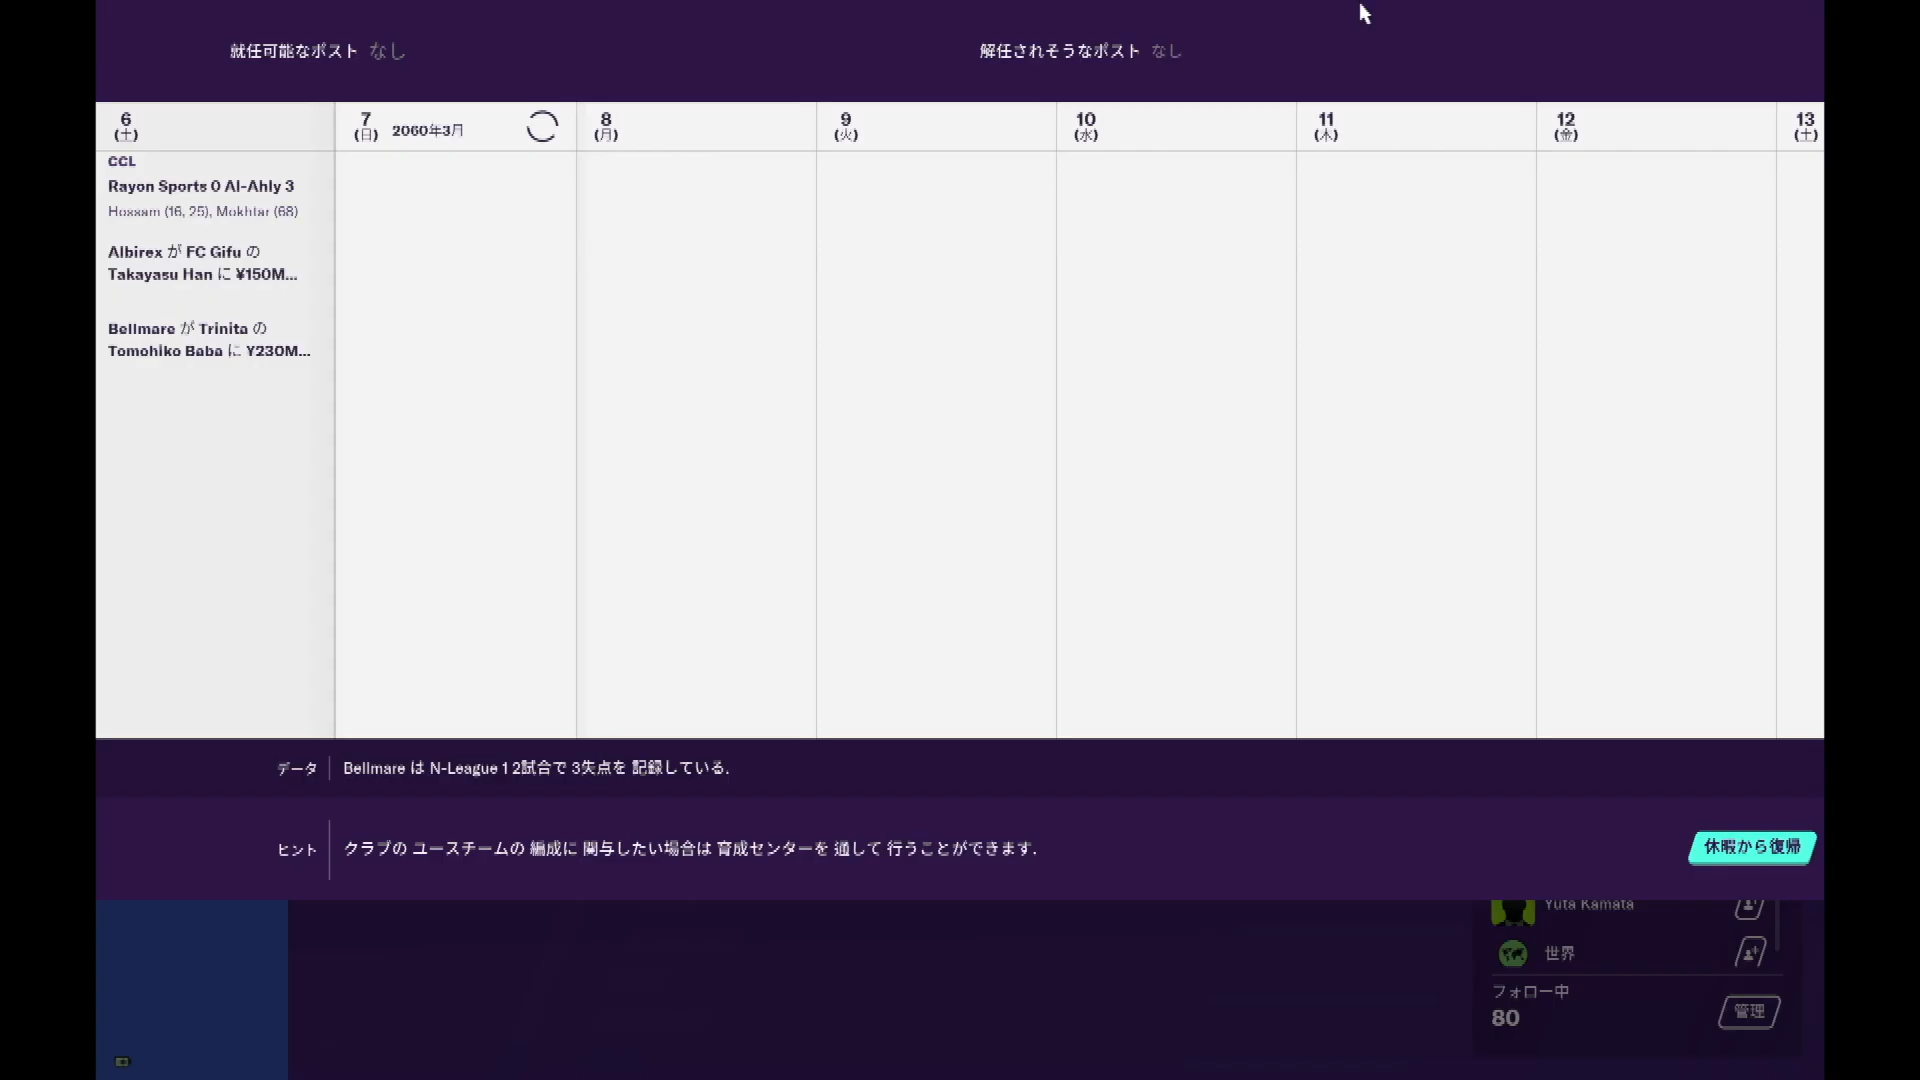 就任可能なポスト なし
解任されそうなポスト なし
6
(土)
7
(日)
2060年3月
8
(月)
9
(火)
10
(水)
11
(木)
12
(金)
13
(土)
CCL
Rayon Sports 0 Al-Ahly 3
Hossam (16, 25), Mokhtar (68)
Albirex が FC Gifu の
Takayasu Han に ¥150M...
Bellmare が Trinita の
Tomohiko Baba に ¥230M...
データ
Bellmare は N-League 1 2試合で 3失点を 記録している.
ヒント
クラブの ユースチームの 編成に 関与したい場合は 育成センターを 通して 行うことができます.
休暇から復帰
Yuta Kamata
世界
フォロー中
80
管理